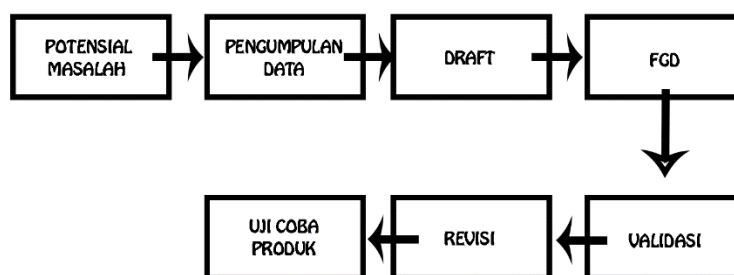 POTENSIAL
MASALAH
PENGUMPULAN
DATA
DRAFT
FGD
VALIDASI
REVISI
UJI COBA
PRODUK